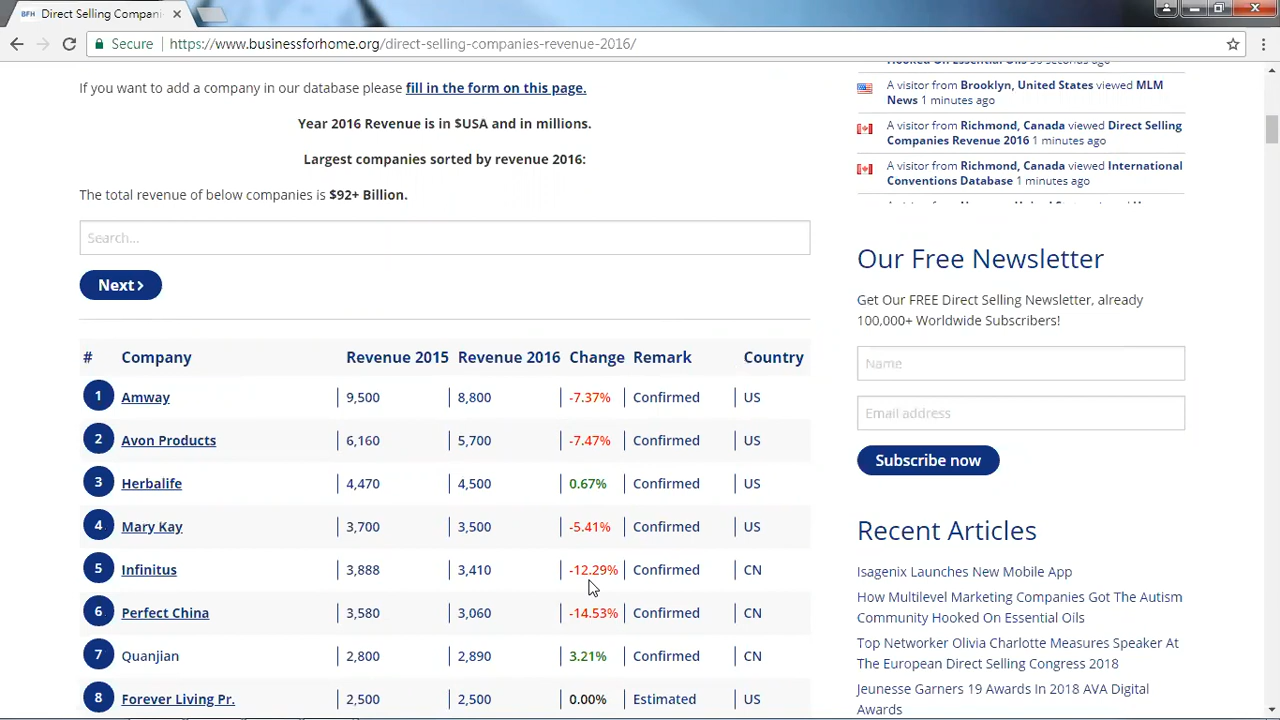 BFH Direct Selling Compani
Secure https://www.businessforhome.org/direct-selling-companies-revenue-2016/
If you want to add a company in our database please fill in the form on this page.
Year 2016 Revenue is in $USA and in millions.
Largest companies sorted by revenue 2016:
The total revenue of below companies is $92+ Billion.
Search...
Next
# Company Revenue 2015 Revenue 2016 Change Remark Country
1 Amway 9,500 8,800 -7.37% Confirmed US
2 Avon Products 6,160 5,700 -7.47% Confirmed US
3 Herbalife 4,470 4,500 0.67% Confirmed US
4 Mary Kay 3,700 3,500 -5.41% Confirmed US
5 Infinitus 3,888 3,410 -12.29% Confirmed CN
6 Perfect China 3,580 3,060 -14.53% Confirmed CN
7 Quanjian 2,800 2,890 3.21% Confirmed CN
8 Forever Living Pr. 2,500 2,500 0.00% Estimated US
Hooked On Essential Oils 50 seconds ago
A visitor from Brooklyn, United States viewed MLM
News 1 minutes ago
A visitor from Richmond, Canada viewed Direct Selling
Companies Revenue 2016 1 minutes ago
A visitor from Richmond, Canada viewed International
Conventions Database 1 minutes ago
Our Free Newsletter
Get Our FREE Direct Selling Newsletter, already
100,000+ Worldwide Subscribers!
Name
Email address
Subscribe now
Recent Articles
Isagenix Launches New Mobile App
How Multilevel Marketing Companies Got The Autism
Community Hooked On Essential Oils
Top Networker Olivia Charlotte Measures Speaker At
The European Direct Selling Congress 2018
Jeunesse Garners 19 Awards In 2018 AVA Digital
Awards